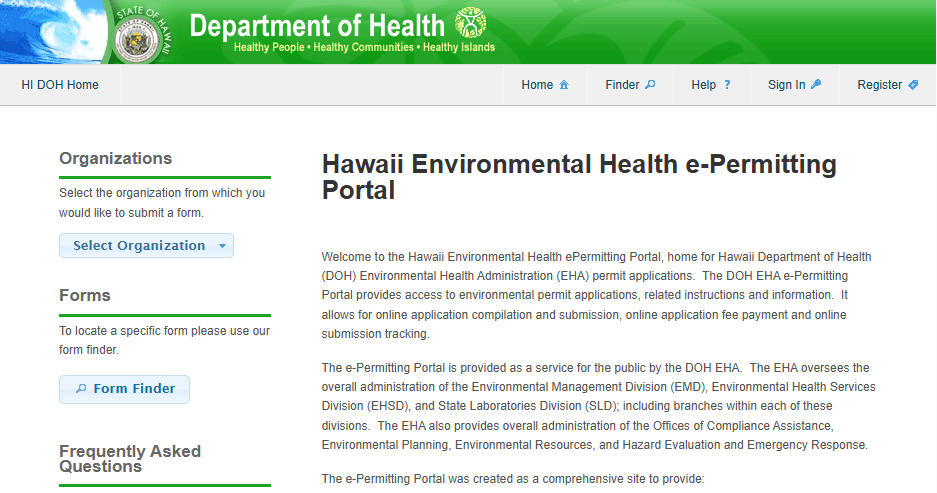 STATE OF HAWAII
Department of Health
Healthy People • Healthy Communities • Healthy Islands
HI DOH Home
Home
Finder
Help ?
Sign In
Register
Organizations
Select the organization from which you
would like to submit a form.
Select Organization
Forms
To locate a specific form please use our
form finder.
Form Finder
Frequently Asked
Questions
Hawaii Environmental Health e-Permitting
Portal
Welcome to the Hawaii Environmental Health ePermitting Portal, home for Hawaii Department of Health
(DOH) Environmental Health Administration (EHA) permit applications.  The DOH EHA e-Permitting
Portal provides access to environmental permit applications, related instructions and information.  It
allows for online application compilation and submission, online application fee payment and online
submission tracking.
The e-Permitting Portal is provided as a service for the public by the DOH EHA.  The EHA oversees the
overall administration of the Environmental Management Division (EMD), Environmental Health Services
Division (EHSD), and State Laboratories Division (SLD); including branches within each of these
divisions.  The EHA also provides overall administration of the Offices of Compliance Assistance,
Environmental Planning, Environmental Resources, and Hazard Evaluation and Emergency Response.
The e-Permitting Portal was created as a comprehensive site to provide: